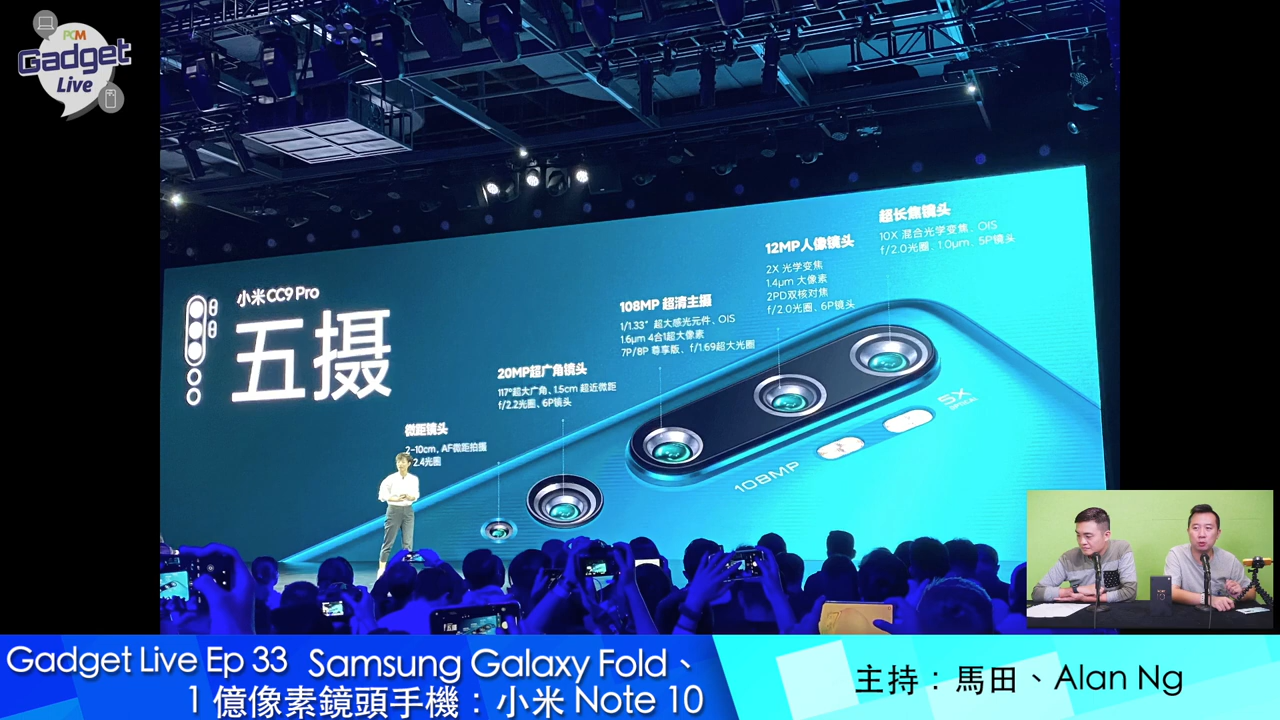 PCM
Gadget
Live
小米CC9 Pro
五摄
超长焦镜头
10X 混合光学变焦、OIS
f/2.0光圈、1.0μm、5P镜头
12MP人像镜头
2X 光学变焦
1.4μm 大像素
2PD双核对焦
f/2.0光圈、6P镜头
108MP 超清主摄
1/1.33" 超大感光元件、OIS
1.6μm 4合1超大像素
7P/8P 尊享版、f/1.69超大光圈
20MP超广角镜头
117°超大广角、1.5cm 超近微距
f/2.2光圈、6P镜头
微距镜头
2-10cm, AF微距拍摄
2.4光圈
5X
OPTICAL
108MP
Gadget Live Ep 33 Samsung Galaxy Fold、
1 億像素鏡頭手機：小米 Note 10
主持：馬田、Alan Ng